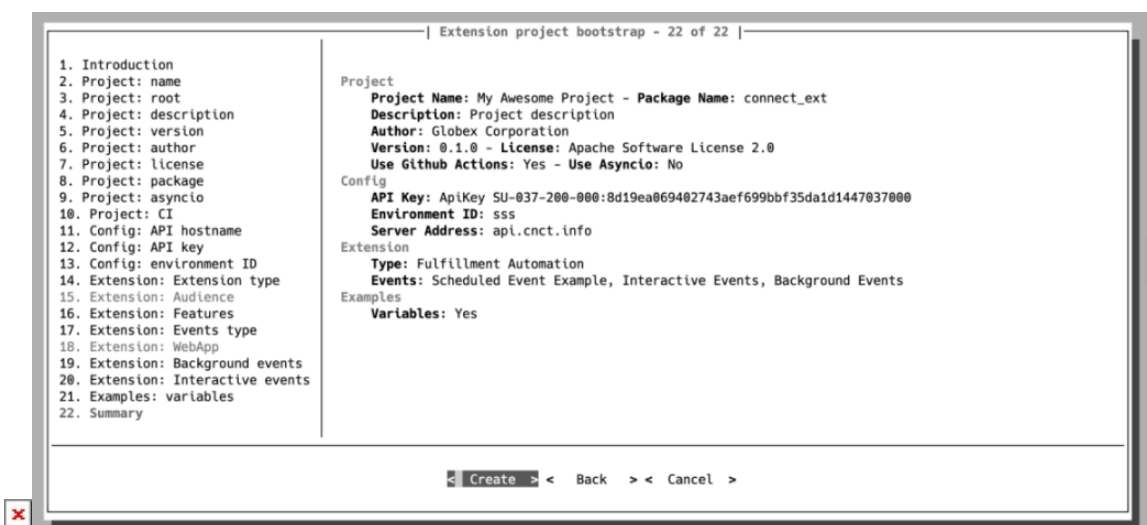 | Extension project bootstrap - 22 of 22 |
1. Introduction
2. Project: name
3. Project: root
4. Project: description
5. Project: version
6. Project: author
7. Project: license
8. Project: package
9. Project: asyncio
10. Project: CI
11. Config: API hostname
12. Config: API key
13. Config: environment ID
14. Extension: Extension type
15. Extension: Audience
16. Extension: Features
17. Extension: Events type
18. Extension: WebApp
19. Extension: Background events
20. Extension: Interactive events
21. Examples: variables
22. Summary
Project
Project Name: My Awesome Project - Package Name: connect_ext
Description: Project description
Author: Globex Corporation
Version: 0.1.0 - License: Apache Software License 2.0
Use Github Actions: Yes - Use Asyncio: No
Config
API Key: ApiKey SU-037-200-000:8d19ea069402743aef699bbf35da1d1447037000
Environment ID: sss
Server Address: api.cnct.info
Extension
Type: Fulfillment Automation
Events: Scheduled Event Example, Interactive Events, Background Events
Examples
Variables: Yes
< Create > < Back > < Cancel >